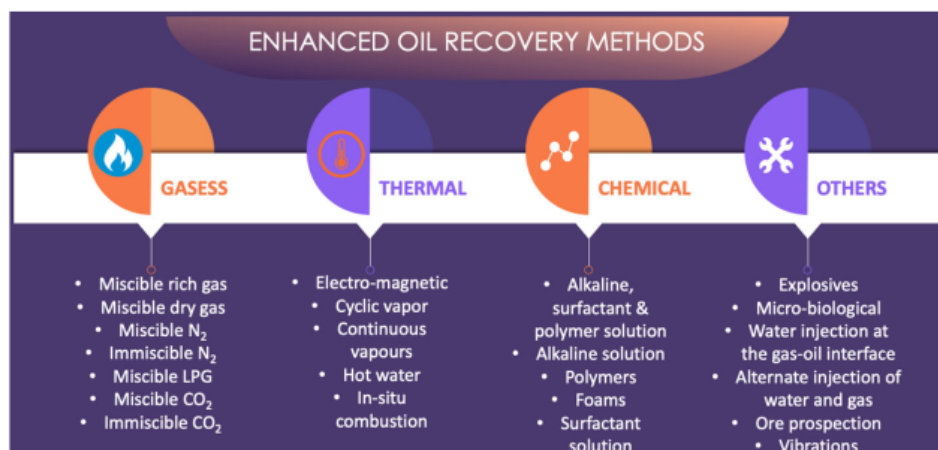 ENHANCED OIL RECOVERY METHODS
GASESS
• Miscible rich gas
• Miscible dry gas
• Miscible N₂
• Immiscible N₂
• Miscible LPG
• Miscible CO₂
• Immiscible CO₂
THERMAL
• Electro-magnetic
• Cyclic vapor
• Continuous
vapours
• Hot water
• In-situ
combustion
CHEMICAL
• Alkaline,
surfactant &
polymer solution
• Alkaline solution
• Polymers
• Foams
• Surfactant
solution
OTHERS
• Explosives
• Micro-biological
• Water injection at
the gas-oil interface
• Alternate injection of
water and gas
• Ore prospection
• Vibrations